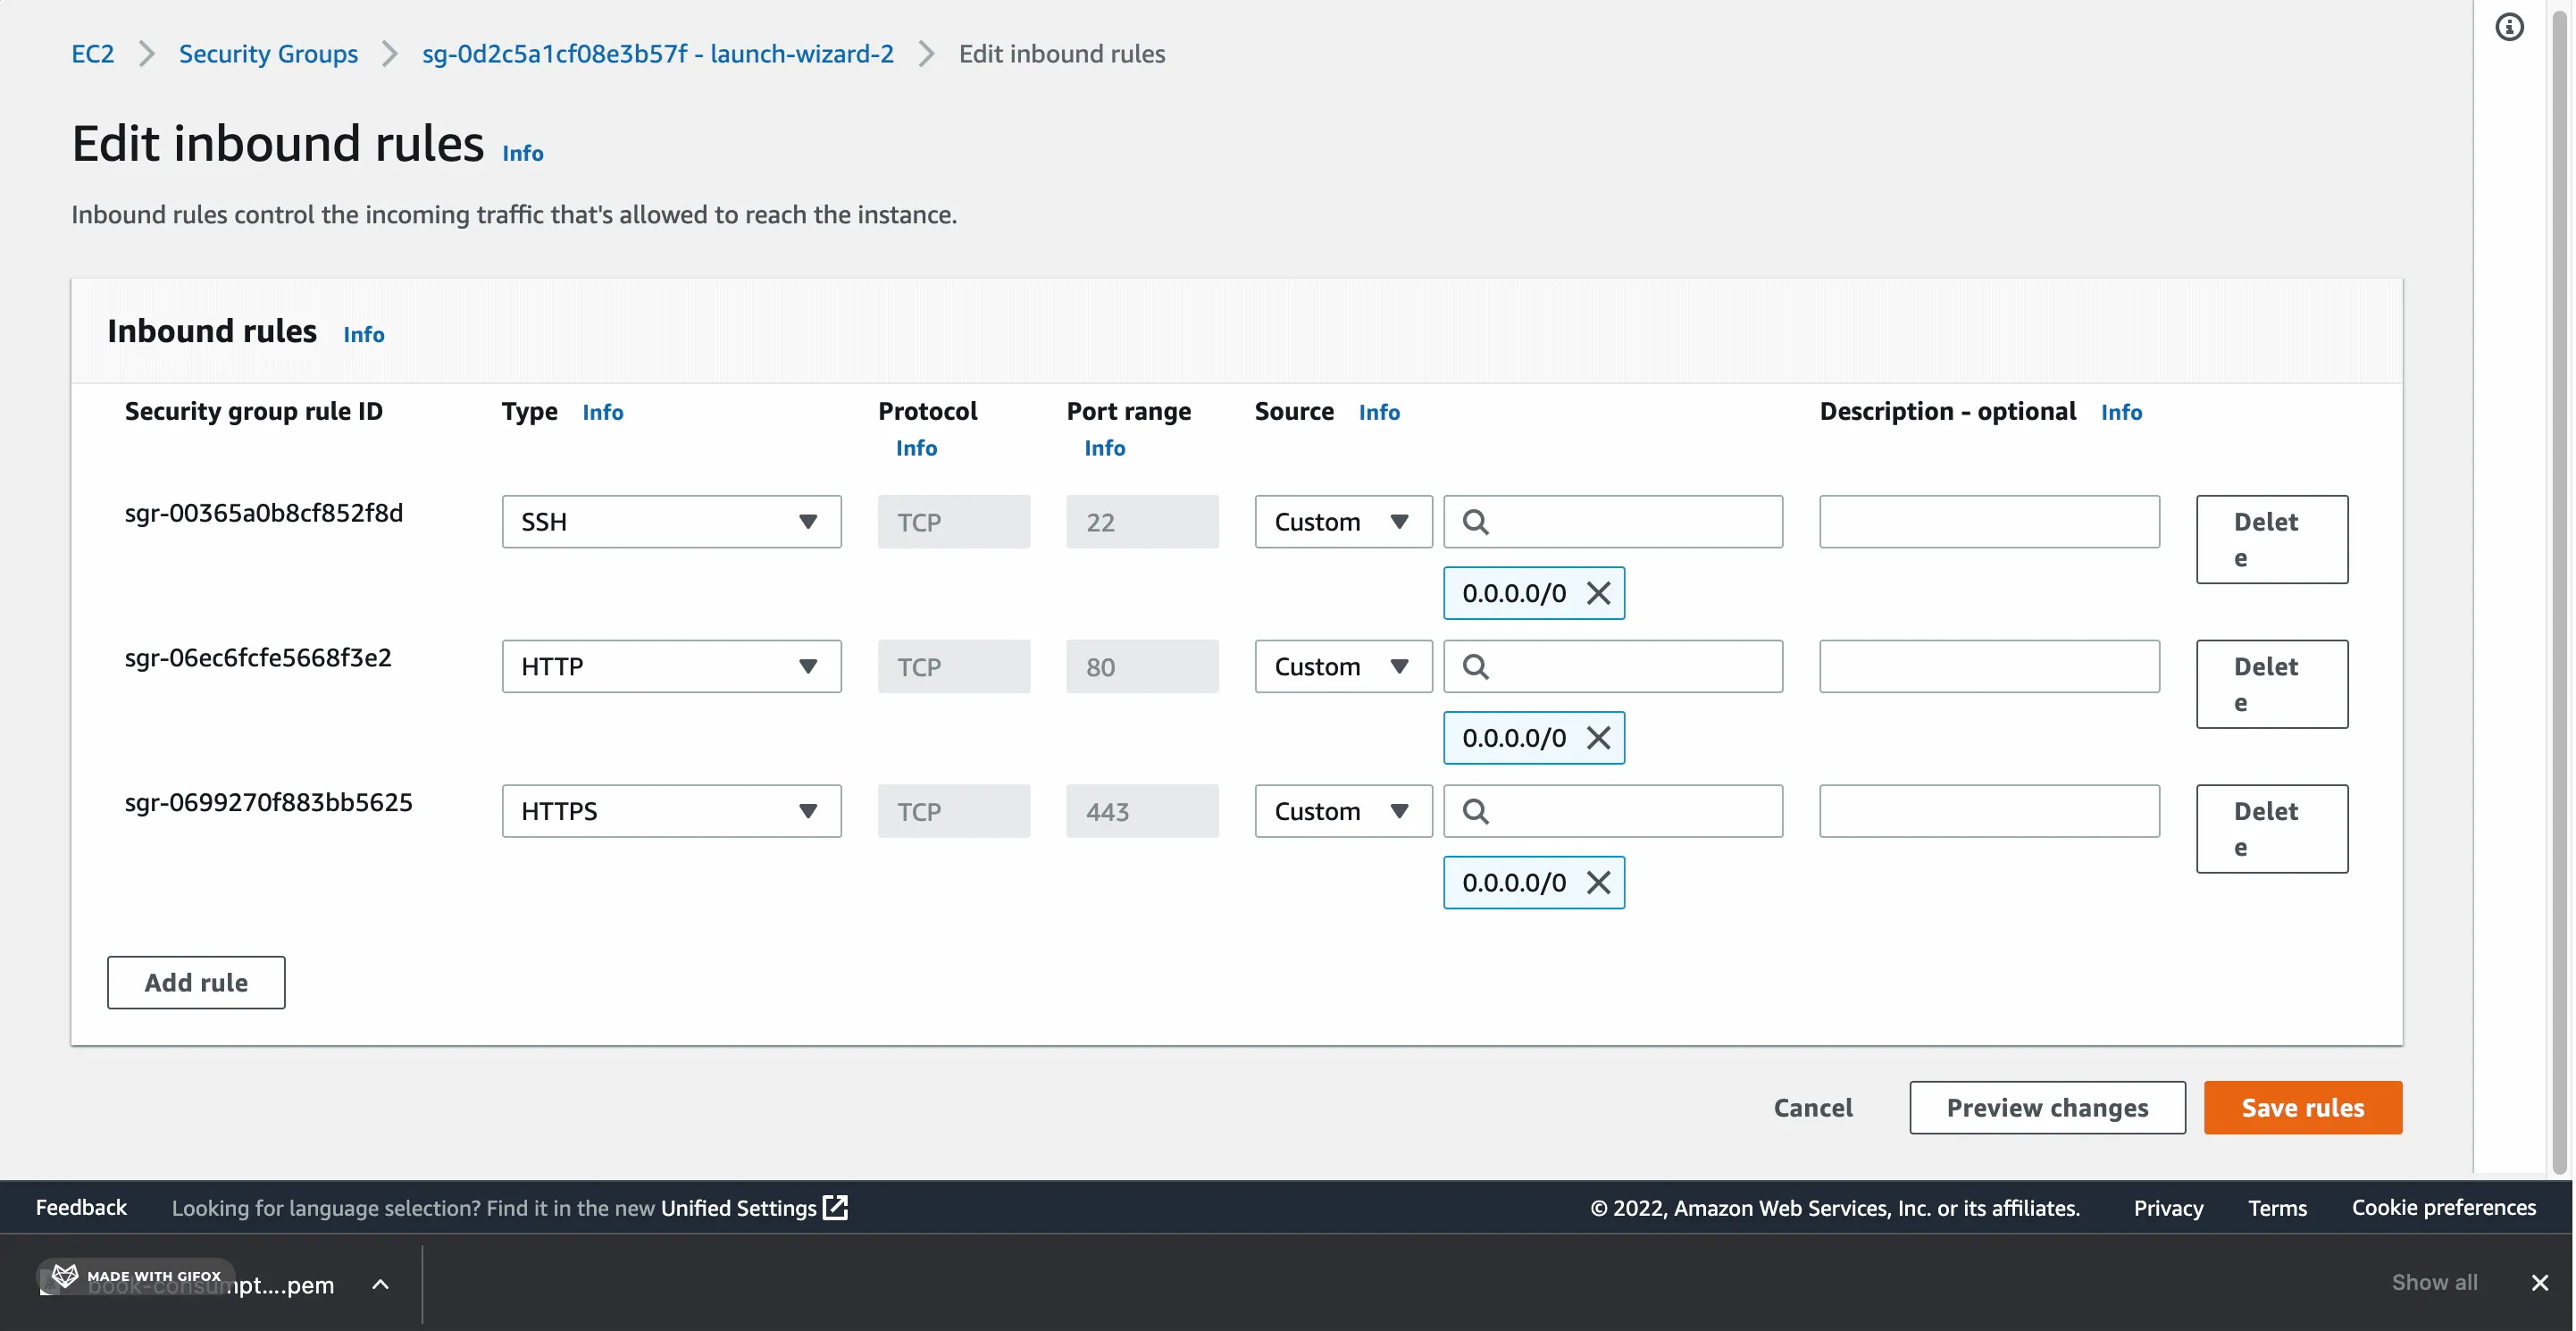 EC2 Security Groups sg-0d2c5a1cf08e3b57f - launch-wizard-2 Edit inbound rules
Edit inbound rules Info
Inbound rules control the incoming traffic that's allowed to reach the instance.
Inbound rules Info
Security group rule ID Type Info Protocol Info Port range Info Source Info Description - optional Info
sgr-00365a0b8cf852f8d SSH TCP 22 Custom Delete
0.0.0.0/0
sgr-06ec6fcfe5668f3e2 HTTP TCP 80 Custom Delete
0.0.0.0/0
sgr-0699270f883bb5625 HTTPS TCP 443 Custom Delete
0.0.0.0/0
Add rule
Cancel Preview changes Save rules
Feedback Looking for language selection? Find it in the new Unified Settings © 2022, Amazon Web Services, Inc. or its affiliates. Privacy Terms Cookie preferences
MADE WITH GIFOX
book-consumpt....pem Show all